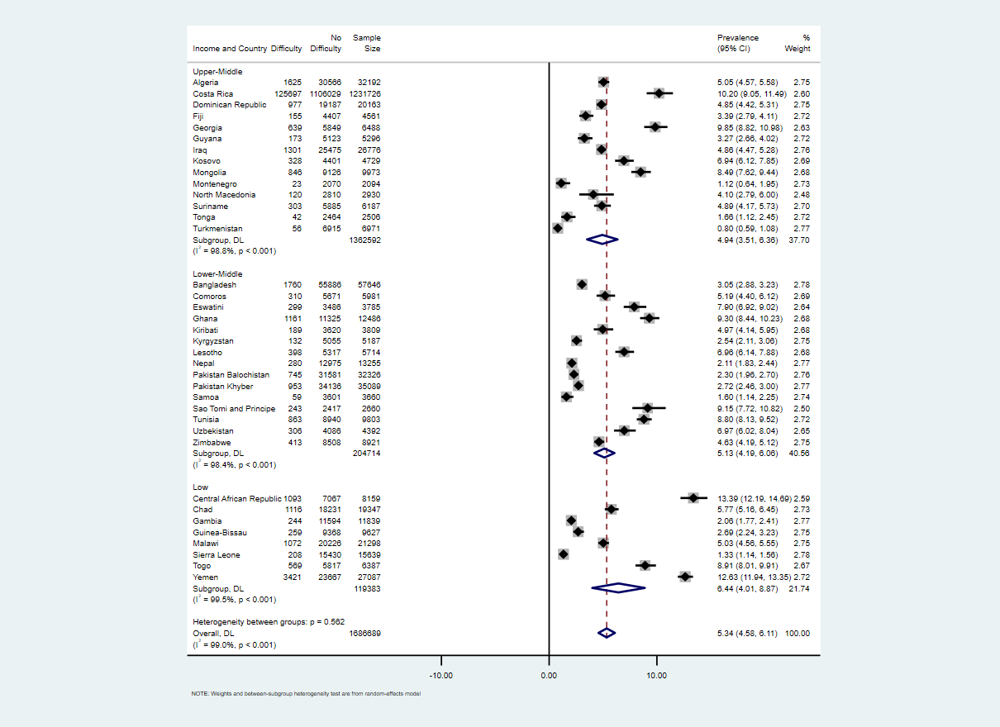 No Sample Prevalence %
Income and Country Difficulty Difficulty Size (95% CI) Weight
Upper-Middle
Algeria 1625 30566 32192 5.05 (4.57, 5.58) 2.75
Costa Rica 125697 1106029 1231726 10.20 (9.05, 11.49) 2.60
Dominican Republic 977 19187 20163 4.85 (4.42, 5.31) 2.75
Fiji 155 4407 4561 3.39 (2.79, 4.11) 2.72
Georgia 639 5849 6488 9.85 (8.82, 10.98) 2.63
Guyana 173 5123 5296 3.27 (2.66, 4.02) 2.72
Iraq 1301 25475 26776 4.86 (4.47, 5.28) 2.76
Kosovo 328 4401 4729 6.94 (6.12, 7.85) 2.69
Mongolia 846 9126 9973 8.49 (7.62, 9.44) 2.68
Montenegro 23 2070 2094 1.12 (0.64, 1.95) 2.73
North Macedonia 120 2810 2930 4.10 (2.79, 6.00) 2.48
Suriname 303 5885 6187 4.89 (4.17, 5.73) 2.70
Tonga 42 2464 2506 1.66 (1.12, 2.45) 2.72
Turkmenistan 56 6915 6971 0.80 (0.59, 1.08) 2.77
Subgroup, DL 1362592 4.94 (3.51, 6.36) 37.70
(I² = 98.8%, p < 0.001)
Lower-Middle
Bangladesh 1760 55886 57646 3.05 (2.88, 3.23) 2.78
Comoros 310 5671 5981 5.19 (4.40, 6.12) 2.69
Eswatini 299 3486 3785 7.90 (6.92, 9.02) 2.64
Ghana 1161 11325 12486 9.30 (8.44, 10.23) 2.68
Kiribati 189 3620 3809 4.97 (4.14, 5.95) 2.68
Kyrgyzstan 132 5055 5187 2.54 (2.11, 3.06) 2.75
Lesotho 398 5317 5714 6.96 (6.14, 7.88) 2.68
Nepal 280 12975 13255 2.11 (1.83, 2.44) 2.77
Pakistan Balochistan 745 31581 32326 2.30 (1.96, 2.70) 2.76
Pakistan Khyber 953 34136 35089 2.72 (2.46, 3.00) 2.77
Samoa 59 3601 3660 1.60 (1.14, 2.25) 2.74
Sao Tomi and Principe 243 2417 2660 9.15 (7.72, 10.82) 2.50
Tunisia 863 8940 9803 8.80 (8.13, 9.52) 2.72
Uzbekistan 306 4086 4392 6.97 (6.02, 8.04) 2.65
Zimbabwe 413 8508 8921 4.63 (4.19, 5.12) 2.75
Subgroup, DL 204714 5.13 (4.19, 6.06) 40.56
(I² = 98.4%, p < 0.001)
Low
Central African Republic 1093 7067 8159 13.39 (12.19, 14.69) 2.59
Chad 1116 18231 19347 5.77 (5.16, 6.45) 2.73
Gambia 244 11594 11839 2.06 (1.77, 2.41) 2.77
Guinea-Bissau 259 9368 9627 2.69 (2.24, 3.23) 2.75
Malawi 1072 20226 21298 5.03 (4.56, 5.55) 2.75
Sierra Leone 208 15430 15639 1.33 (1.14, 1.56) 2.78
Togo 569 5817 6387 8.91 (8.01, 9.91) 2.67
Yemen 3421 23667 27087 12.63 (11.94, 13.35) 2.72
Subgroup, DL 119383 6.44 (4.01, 8.87) 21.74
(I² = 99.5%, p < 0.001)
Heterogeneity between groups: p = 0.562
Overall, DL 1686689 5.34 (4.58, 6.11) 100.00
(I² = 99.0%, p < 0.001)
-10.00 0.00 10.00
NOTE: Weights and between-subgroup heterogeneity test are from random-effects model